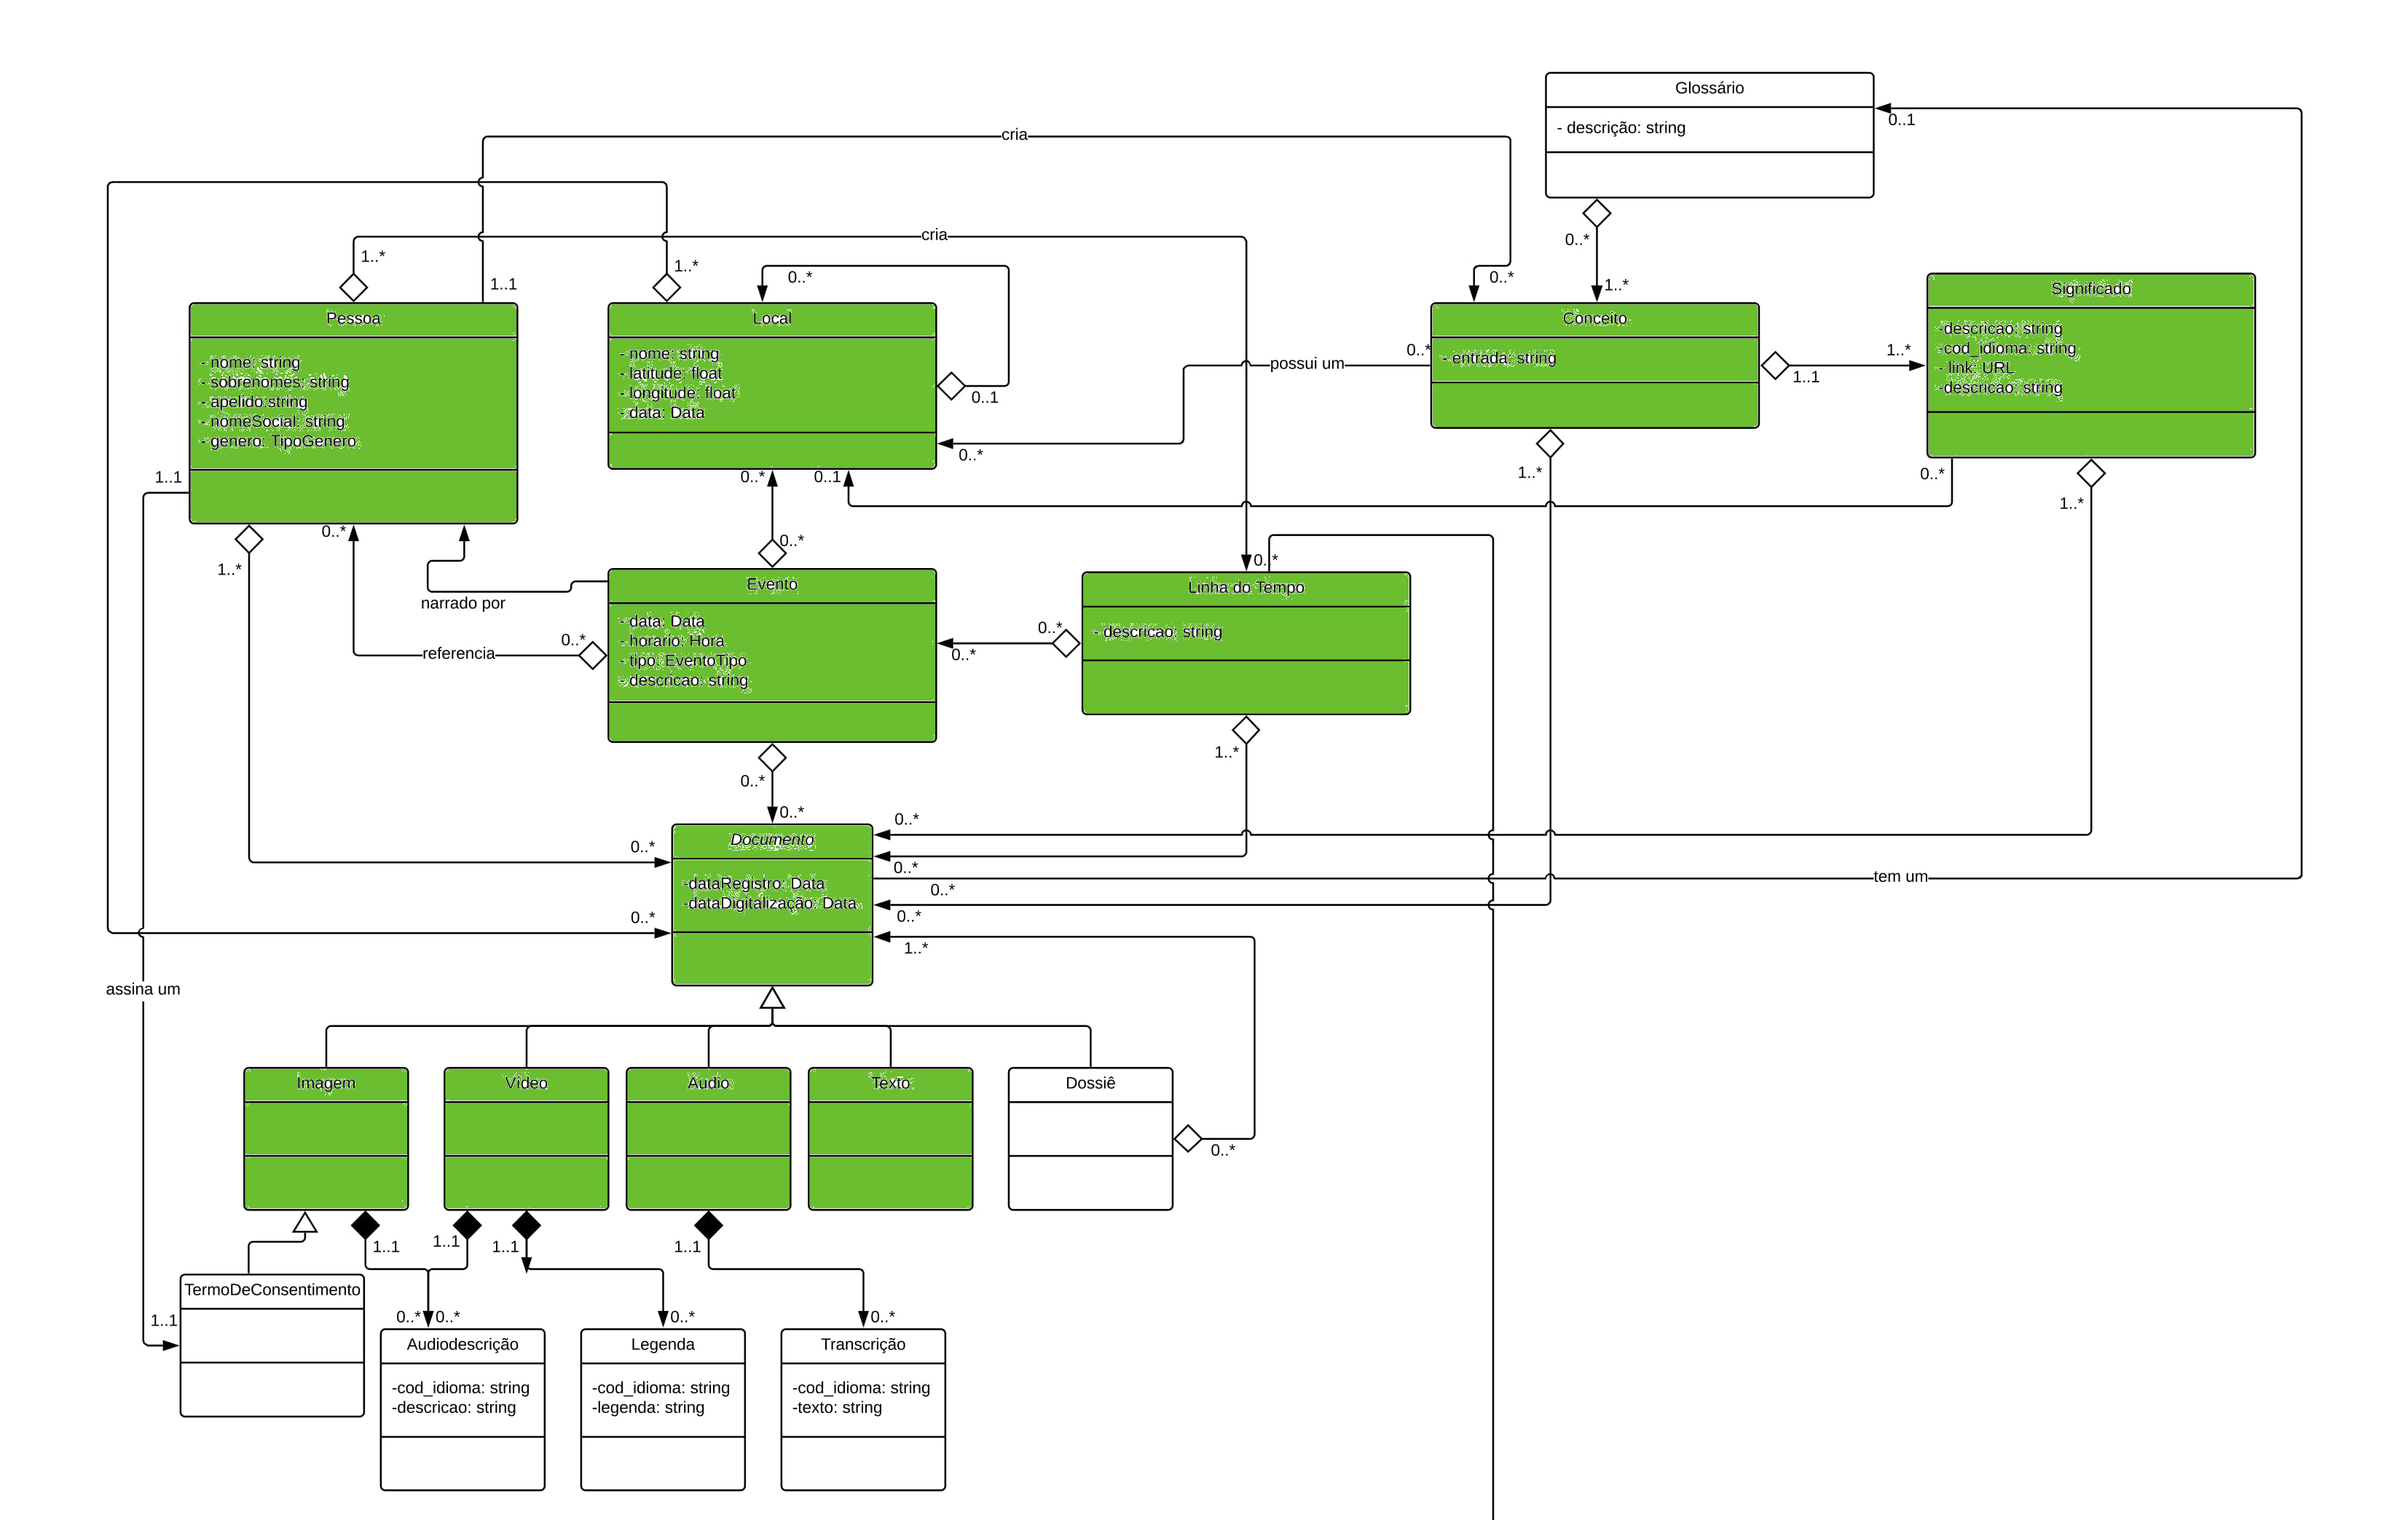 Glossário
- descrição: string
0..1
cria
0..*
1..*
cria
1..*
1..1
1..*
0..*
0..*
1..*
Pessoa
- nome: string
- sobrenomes: string
- apelido:string
- nomeSocial: string
- genero: TipoGenero
Local
- nome: string
- latitude: float
- longitude: float
- data: Data
0..1
possui um
0..*
0..*
Conceito
- entrada: string
1..1
1..*
Significado
-descricao: string
-cod_idioma: string
- link: URL
-descricao: string
1..1
0..*
0..1
1..*
0..*
1..*
0..*
1..*
0..*
0..*
narrado por
referencia
0..*
Evento
- data: Data
- horario: Hora
- tipo: EventoTipo
- descricao: string
0..*
0..*
Linha do Tempo
- descricao: string
1..*
0..*
0..*
0..*
0..*
0..*
0..*
Documento
-dataRegistro: Data
-dataDigitalização: Data
0..*
tem um
0..*
0..*
1..*
assina um
Imagem
Vídeo
Áudio
Texto
Dossiê
0..*
1..1
1..1
1..1
1..1
TermoDeConsentimento
1..1
0..*
0..*
0..*
0..*
Audiodescrição
-cod_idioma: string
-descricao: string
Legenda
-cod_idioma: string
-legenda: string
Transcrição
-cod_idioma: string
-texto: string